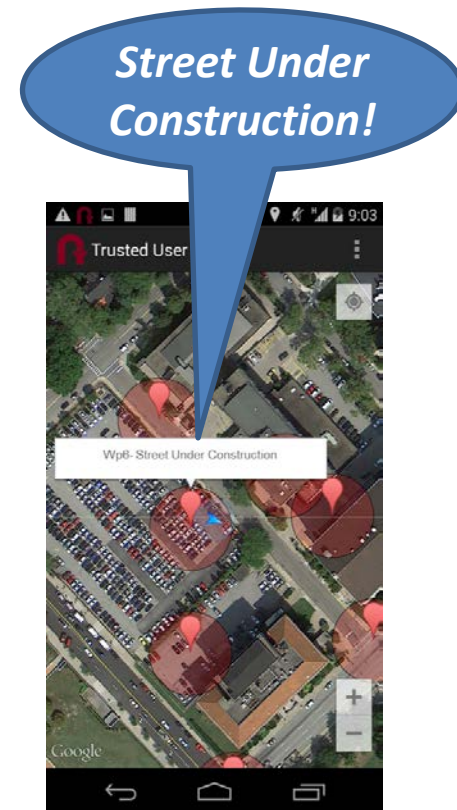 Street Under
Construction!
9:03
Trusted User
Wp6- Street Under Construction
Google